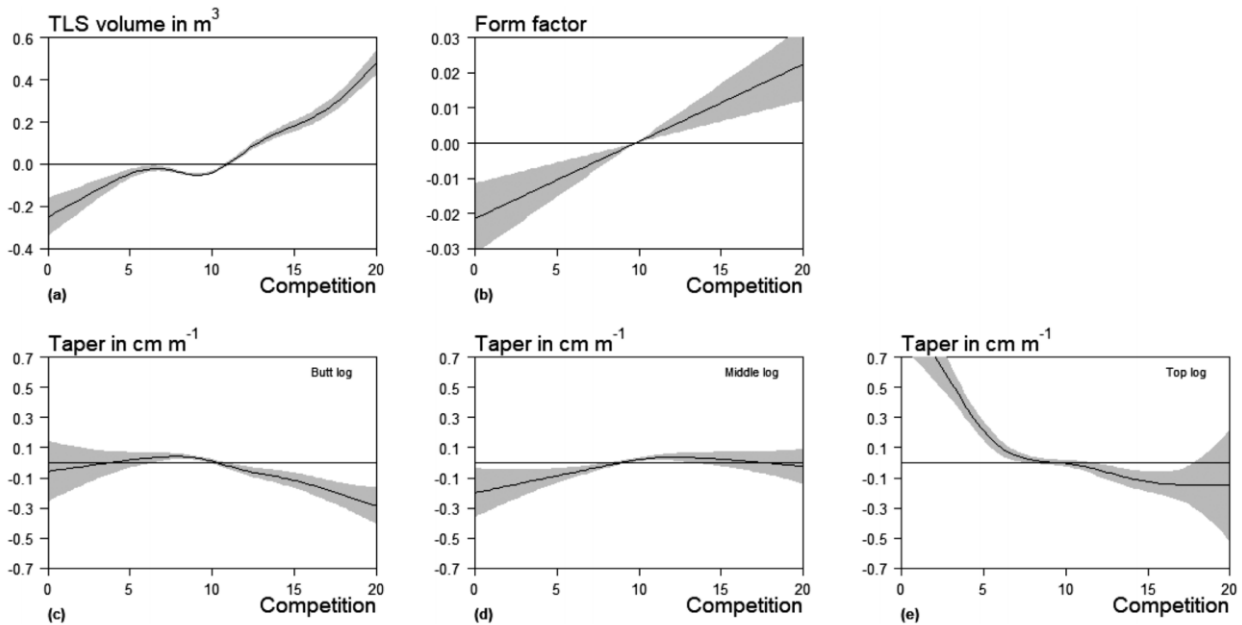 TLS volume in m³
0.6
0.4
0.2
0.0
-0.2
-0.4
0 5 10 15 20
Competition
(a)
Form factor
0.03
0.02
0.01
0.00
-0.01
-0.02
-0.03
0 5 10 15 20
Competition
(b)
Taper in cm m⁻¹
Butt log
0.7
0.5
0.3
0.1
-0.1
-0.3
-0.5
-0.7
0 5 10 15 20
Competition
(c)
Taper in cm m⁻¹
Middle log
0.7
0.5
0.3
0.1
-0.1
-0.3
-0.5
-0.7
0 5 10 15 20
Competition
(d)
Taper in cm m⁻¹
Top log
0.7
0.5
0.3
0.1
-0.1
-0.3
-0.5
-0.7
0 5 10 15 20
Competition
(e)